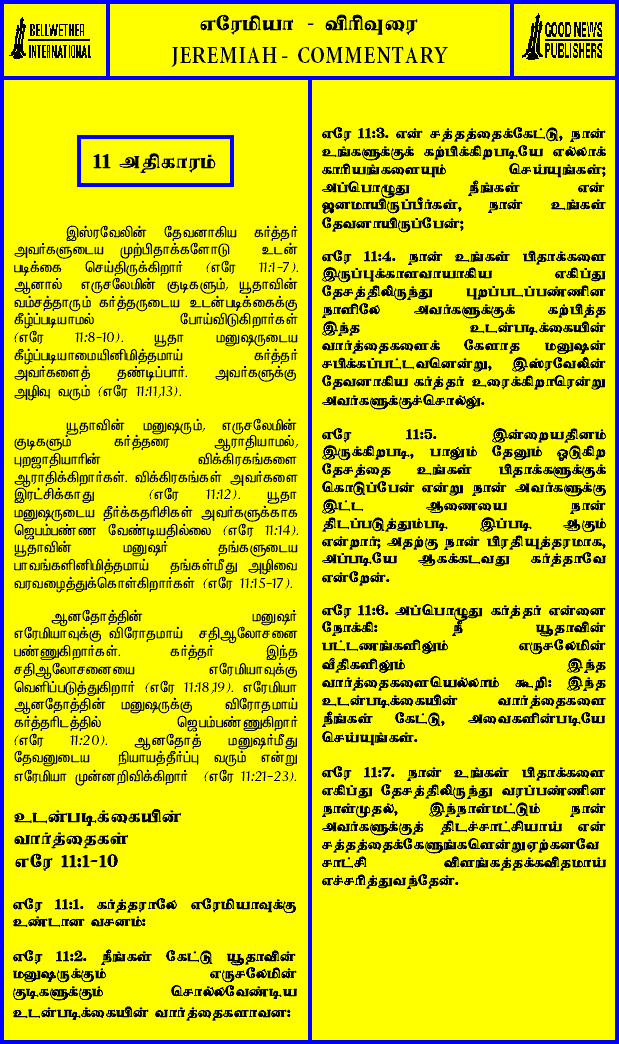 BELLWETHER
INTERNATIONAL
எரேமியா - விரிவுரை
JEREMIAH - COMMENTARY
GOOD NEWS
PUBLISHERS
11 அதிகாரம்
இஸ்ரவேலின் தேவனாகிய கர்த்தர்
அவர்களுடைய முற்பிதாக்களோடு உடன்
படிக்கை செய்திருக்கிறார் (எரே 11:1-7).
ஆனால் எருசலேமின் குடிகளும், யூதாவின்
வம்சத்தாரும் கர்த்தருடைய உடன்படிக்கைக்கு
கீழ்ப்படியாமல் போய்விடுகிறார்கள்
(எரே 11:8-10). யூதா மனுஷருடைய
கீழ்ப்படியாமையினிமித்தமாய் கர்த்தர்
அவர்களைத் தண்டிப்பார். அவர்களுக்கு
அழிவு வரும் (எரே 11:11,13).
யூதாவின் மனுஷரும், எருசலேமின்
குடிகளும் கர்த்தரை ஆராதியாமல்,
புறஜாதியாரின் விக்கிரகங்களை
ஆராதிக்கிறார்கள். விக்கிரகங்கள் அவர்களை
இரட்சிக்காது (எரே 11:12). யூதா
மனுஷருடைய தீர்க்கதரிசிகள் அவர்களுக்காக
ஜெபம்பண்ண வேண்டியதில்லை (எரே 11:14).
யூதாவின் மனுஷர் தங்களுடைய
பாவங்களினிமித்தமாய் தங்கள்மீது அழிவை
வரவழைத்துக்கொள்கிறார்கள் (எரே 11:15-17).
ஆனதோத்தின் மனுஷர்
எரேமியாவுக்கு விரோதமாய் சதிஆலோசனை
பண்ணுகிறார்கள். கர்த்தர் இந்த
சதிஆலோசனையை எரேமியாவுக்கு
வெளிப்படுத்துகிறார் (எரே 11:18,19). எரேமியா
ஆனதோத்தின் மனுஷருக்கு விரோதமாய்
கர்த்தரிடத்தில் ஜெபம்பண்ணுகிறார்
(எரே 11:20). ஆனதோத் மனுஷர்மீது
தேவனுடைய நியாயத்தீர்ப்பு வரும் என்று
எரேமியா முன்னறிவிக்கிறார் (எரே 11:21-23).
உடன்படிக்கையின்
வார்த்தைகள்
எரே 11:1-10
எரே 11:1. கர்த்தராலே எரேமியாவுக்கு
உண்டான வசனம்:
எரே 11:2. நீங்கள் கேட்டு யூதாவின்
மனுஷருக்கும் எருசலேமின்
குடிகளுக்கும் சொல்லவேண்டிய
உடன்படிக்கையின் வார்த்தைகளாவன:
எரே 11:3. என் சத்தத்தைக்கேட்டு, நான்
உங்களுக்குக் கற்பிக்கிறபடியே எல்லாக்
காரியங்களையும் செய்யுங்கள்;
அப்பொழுது நீங்கள் என்
ஜனமாயிருப்பீர்கள், நான் உங்கள்
தேவனாயிருப்பேன்;
எரே 11:4. நான் உங்கள் பிதாக்களை
இருப்புக்காளவாயாகிய எகிப்து
தேசத்திலிருந்து புறப்படப்பண்ணின
நாளிலே அவர்களுக்குக் கற்பித்த
இந்த உடன்படிக்கையின்
வார்த்தைகளைக் கேளாத மனுஷன்
சபிக்கப்பட்டவனென்று, இஸ்ரவேலின்
தேவனாகிய கர்த்தர் உரைக்கிறாரென்று
அவர்களுக்குச்சொல்லு.
எரே 11:5. இன்றையதினம்
இருக்கிறபடி, பாலும் தேனும் ஓடுகிற
தேசத்தை உங்கள் பிதாக்களுக்குக்
கொடுப்பேன் என்று நான் அவர்களுக்கு
இட்ட ஆணையை நான்
திடப்படுத்தும்படி இப்படி ஆகும்
என்றார்; அதற்கு நான் பிரதியுத்தரமாக,
அப்படியே ஆகக்கடவது கர்த்தாவே
என்றேன்.
எரே 11:6. அப்பொழுது கர்த்தர் என்னை
நோக்கி: நீ யூதாவின்
பட்டணங்களிலும் எருசலேமின்
வீதிகளிலும் இந்த
வார்த்தைகளையெல்லாம் கூறி: இந்த
உடன்படிக்கையின் வார்த்தைகளை
நீங்கள் கேட்டு, அவைகளின்படியே
செய்யுங்கள்.
எரே 11:7. நான் உங்கள் பிதாக்களை
எகிப்து தேசத்திலிருந்து வரப்பண்ணின
நாள்முதல், இந்நாள்மட்டும் நான்
அவர்களுக்குத் திடச்சாட்சியாய் என்
சத்தத்தைக்கேளுங்களென்றுஏற்கனவே
சாட்சி விளங்கத்தக்கவிதமாய்
எச்சரித்துவந்தேன்.